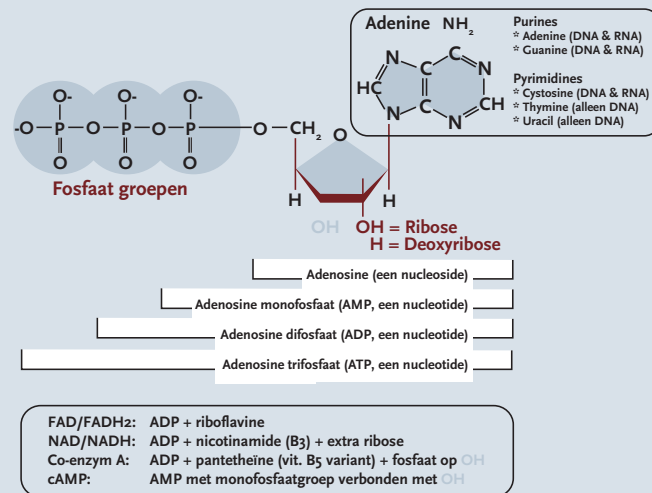 Adenine NH2
N
C
N
C
HC
C
CH
N
N
Purines
* Adenine (DNA & RNA)
* Guanine (DNA & RNA)
Pyrimidines
* Cystosine (DNA & RNA)
* Thymine (alleen DNA)
* Uracil (alleen DNA)
O- O- O-
-O P O P O P O CH2 O
O O O
Fosfaat groepen
H H
OH OH = Ribose
H = Deoxyribose
Adenosine (een nucleoside)
Adenosine monofosfaat (AMP, een nucleotide)
Adenosine difosfaat (ADP, een nucleotide)
Adenosine trifosfaat (ATP, een nucleotide)
FAD/FADH2: ADP + riboflavine
NAD/NADH: ADP + nicotinamide (B3) + extra ribose
Co-enzym A: ADP + pantetheïne (vit. B5 variant) + fosfaat op OH
cAMP: AMP met monofosfaatgroep verbonden met OH